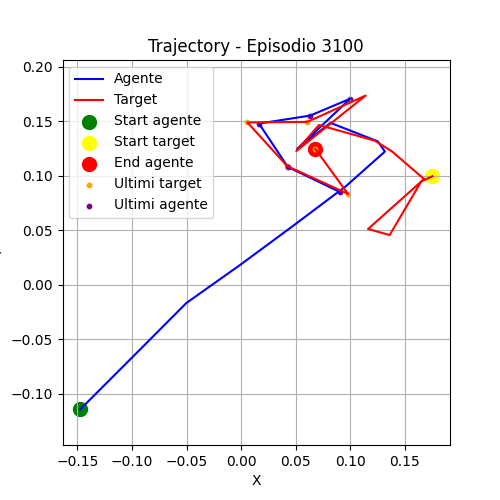 Trajectory - Episodio 3100
Agente
Target
Start agente
Start target
End agente
Ultimi target
Ultimi agente
0.20
0.15
0.10
0.05
0.00
−0.05
−0.10
−0.15 −0.10 −0.05 0.00 0.05 0.10 0.15
X